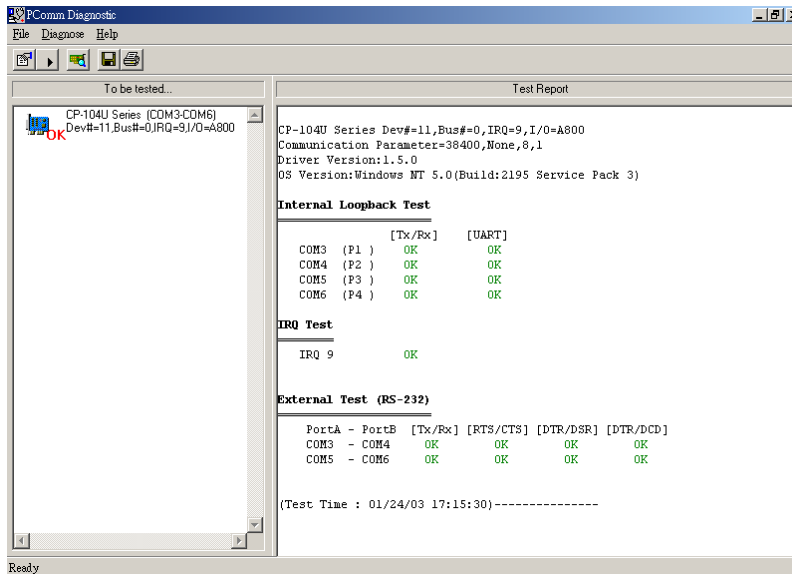 PComm Diagnostic
File Diagnose Help
To be tested...
CP-104U Series (COM3-COM6)
Dev#=11,Bus#=0,IRQ=9,I/O=A800
OK
Test Report
CP-104U Series Dev#=11,Bus#=0,IRQ=9,I/O=A800
Communication Parameter=38400,None,8,1
Driver Version:1.5.0
OS Version:Windows NT 5.0(Build:2195 Service Pack 3)
Internal Loopback Test
[Tx/Rx] [UART]
COM3 (P1 ) OK OK
COM4 (P2 ) OK OK
COM5 (P3 ) OK OK
COM6 (P4 ) OK OK
IRQ Test
IRQ 9 OK
External Test (RS-232)
PortA - PortB [Tx/Rx] [RTS/CTS] [DTR/DSR] [DTR/DCD]
COM3 - COM4 OK OK OK OK
COM5 - COM6 OK OK OK OK
(Test Time : 01/24/03 17:15:30)---------------
Ready